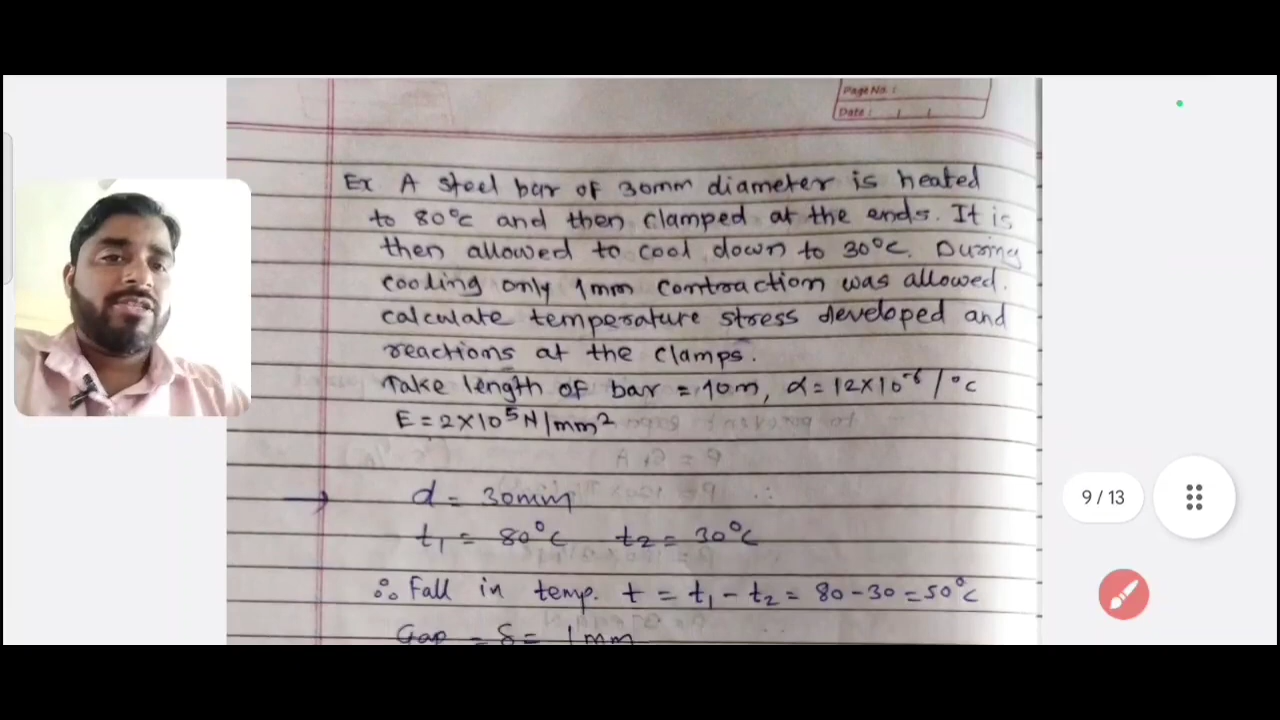 Page No. :
Date :
Ex A steel bar of 30mm diameter is heated
to 80°C and then clamped at the ends. It is
then allowed to cool down to 30°C. During
cooling only 1mm contraction was allowed.
calculate temperature stress developed and
reactions at the clamps.
Take length of bar = 10m, α = 12×10⁻⁶ / °C
E = 2×10⁵ N/mm²
→ d = 30mm
t₁ = 80°C t₂ = 30°C
∴ Fall in temp. t = t₁ - t₂ = 80 - 30 = 50°C
Gap = δ = 1mm
9 / 13